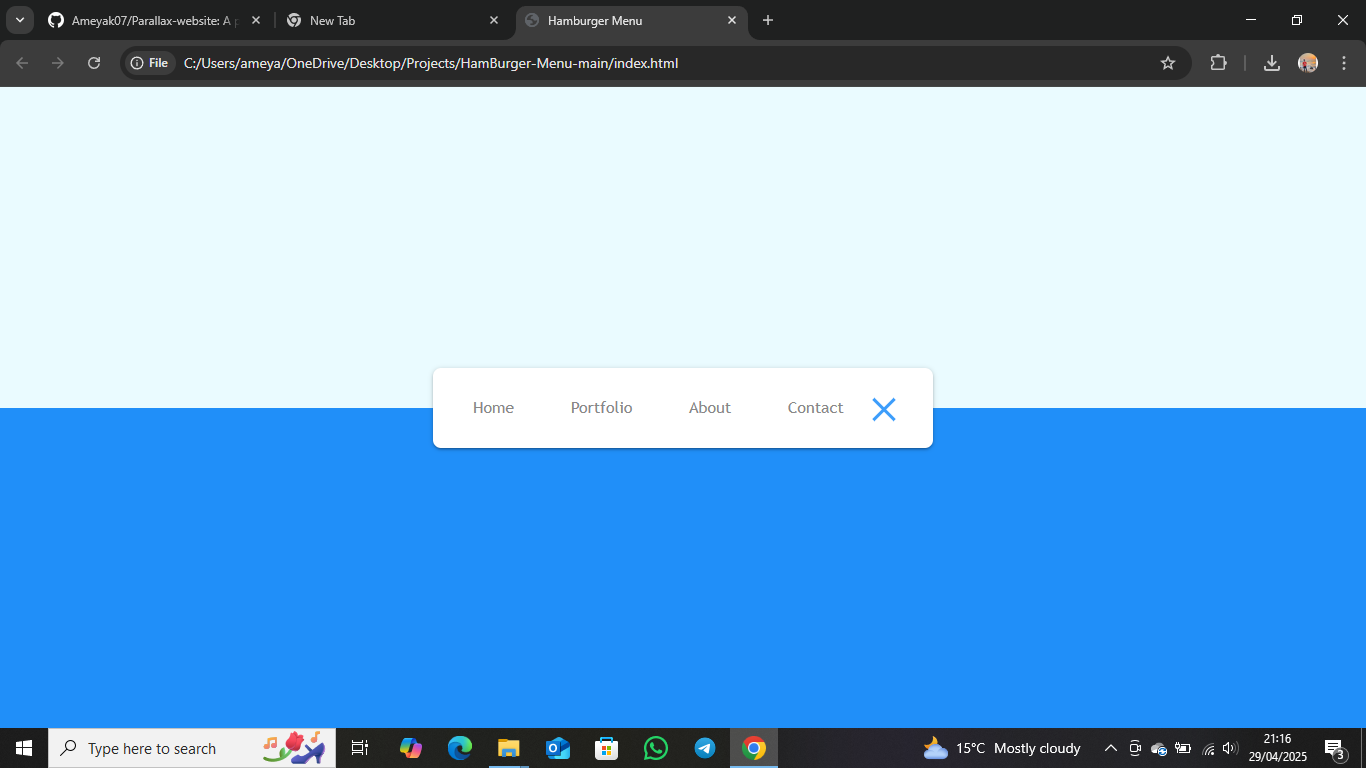 Ameyak07/Parallax-website: A
New Tab
Hamburger Menu
File
C:/Users/ameya/OneDrive/Desktop/Projects/HamBurger-Menu-main/index.html
Home
Portfolio
About
Contact
Type here to search
15°C Mostly cloudy
21:16
29/04/2025
3